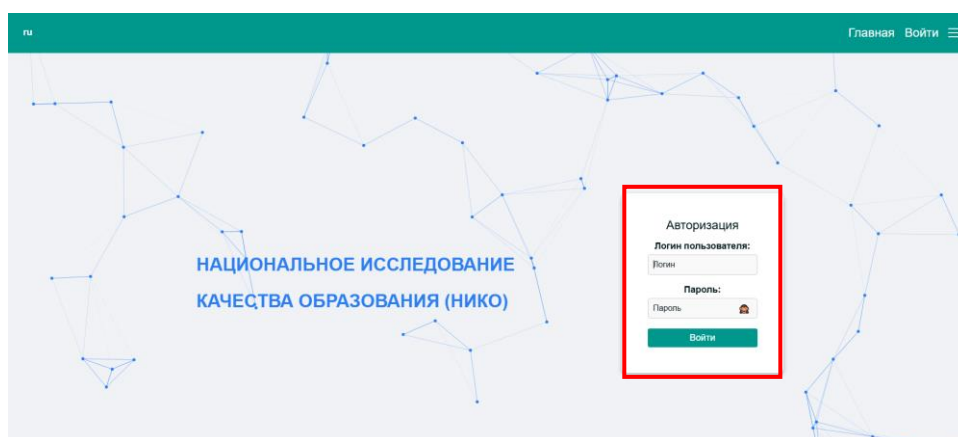 ru
Главная Войти
НАЦИОНАЛЬНОЕ ИССЛЕДОВАНИЕ
КАЧЕСТВА ОБРАЗОВАНИЯ (НИКО)
Авторизация
Логин пользователя:
Логин
Пароль:
Пароль
Войти